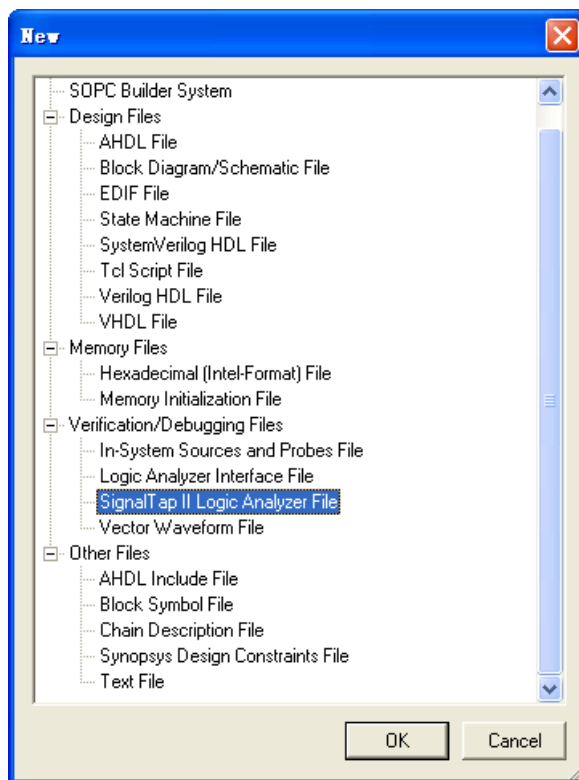 New
SOPC Builder System
Design Files
AHDL File
Block Diagram/Schematic File
EDIF File
State Machine File
SystemVerilog HDL File
Tcl Script File
Verilog HDL File
VHDL File
Memory Files
Hexadecimal (Intel-Format) File
Memory Initialization File
Verification/Debugging Files
In-System Sources and Probes File
Logic Analyzer Interface File
SignalTap II Logic Analyzer File
Vector Waveform File
Other Files
AHDL Include File
Block Symbol File
Chain Description File
Synopsys Design Constraints File
Text File
OK Cancel